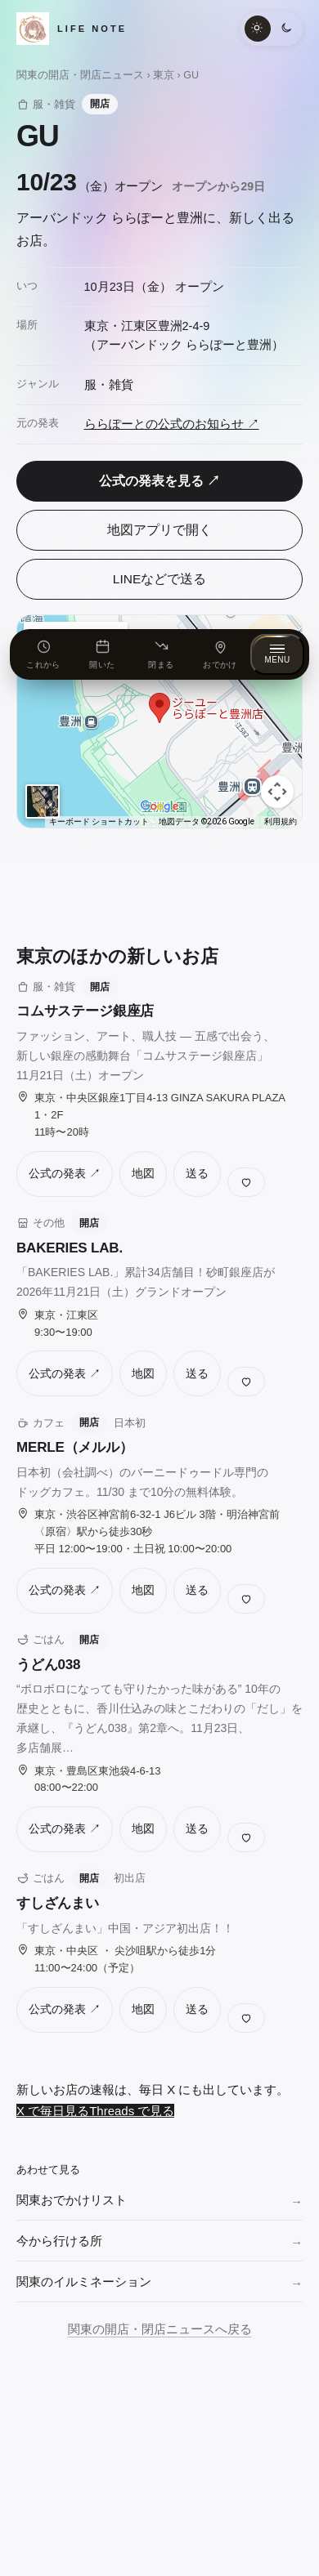 LIFE NOTE
関東の開店・閉店ニュース › 東京 › GU
服・雑貨 開店
GU
10/23（金）オープン オープンから29日
アーバンドック ららぽーと豊洲に、新しく出る
お店。
いつ 10月23日（金） オープン
場所 東京・江東区豊洲2-4-9
（アーバンドック ららぽーと豊洲）
ジャンル 服・雑貨
元の発表 ららぽーとの公式のお知らせ ↗
公式の発表を見る ↗
地図アプリで開く
LINEなどで送る
晴海
これから 開いた 閉まる おでかけ MENU
ジーユー
ららぽーと豊洲店
豊洲
豊洲
Google
キーボード ショートカット 地図データ ©2026 Google 利用規約
東京のほかの新しいお店
服・雑貨 開店
コムステージ銀座店
ファッション、アート、職人技 — 五感で出会う、
新しい銀座の感動舞台「コムサステージ銀座店」
11月21日（土）オープン
東京・中央区銀座1丁目4-13 GINZA SAKURA PLAZA
1・2F
11時〜20時
公式の発表 ↗ 地図 送る
その他 開店
BAKERIES LAB.
「BAKERIES LAB.」累計34店舗目！砂町銀座店が
2026年11月21日（土）グランドオープン
東京・江東区
9:30〜19:00
公式の発表 ↗ 地図 送る
カフェ 開店 日本初
MERLE（メルル）
日本初（会社調べ）のバーニードゥードル専門の
ドッグカフェ。11/30 まで10分の無料体験。
東京・渋谷区神宮前6-32-1 J6ビル 3階・明治神宮前
〈原宿〉駅から徒歩30秒
平日 12:00〜19:00・土日祝 10:00〜20:00
公式の発表 ↗ 地図 送る
ごはん 開店
うどん038
“ボロボロになっても守りたかった味がある” 10年の
歴史とともに、香川仕込みの味とこだわりの「だし」を
承継し、『うどん038』第2章へ。11月23日、
多店舗展…
東京・豊島区東池袋4-6-13
08:00〜22:00
公式の発表 ↗ 地図 送る
ごはん 開店 初出店
すしざんまい
「すしざんまい」中国・アジア初出店！！
東京・中央区 ・ 尖沙咀駅から徒歩1分
11:00〜24:00（予定）
公式の発表 ↗ 地図 送る
新しいお店の速報は、毎日 X にも出しています。
X で毎日見るThreads で見る
あわせて見る
関東おでかけリスト →
今から行ける所 →
関東のイルミネーション →
関東の開店・閉店ニュースへ戻る